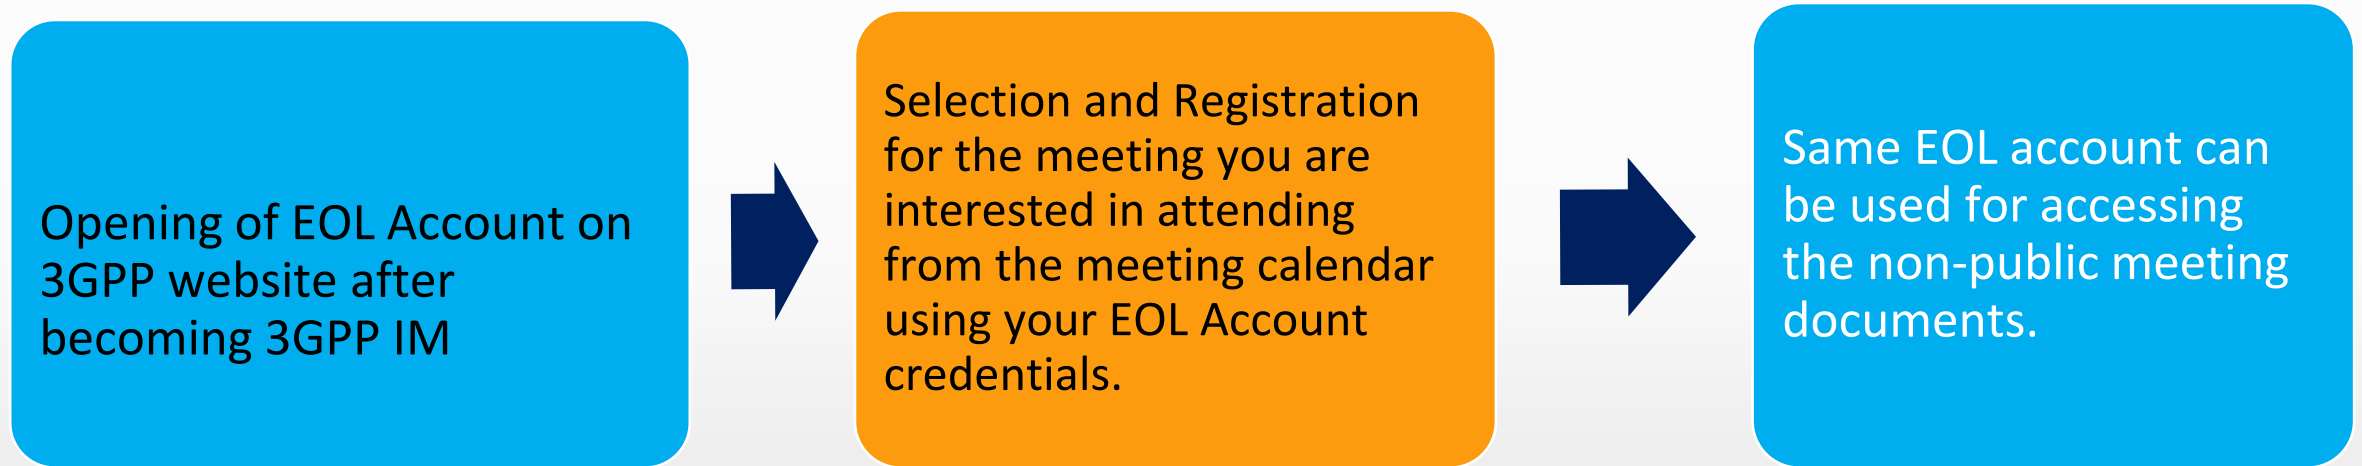 Opening of EOL Account on
3GPP website after
becoming 3GPP IM
Selection and Registration
for the meeting you are
interested in attending
from the meeting calendar
using your EOL Account
credentials.
Same EOL account can
be used for accessing
the non-public meeting
documents.